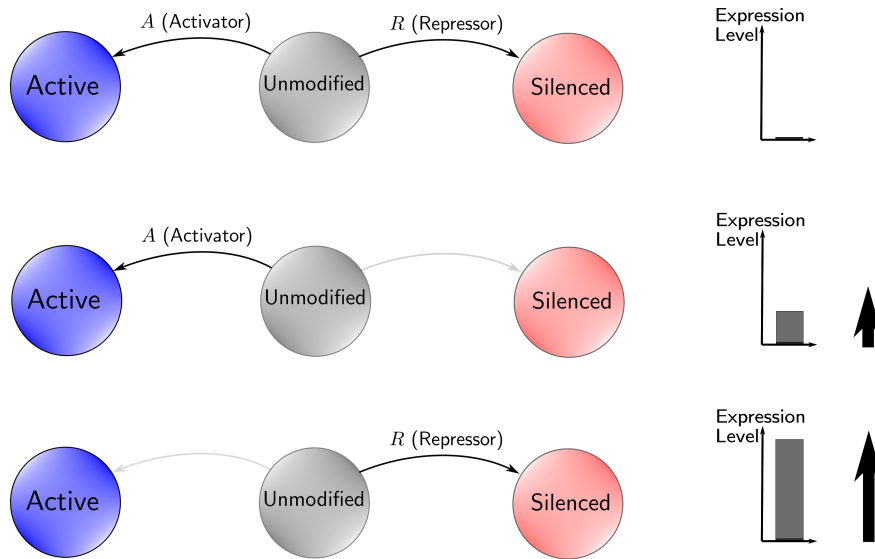 A (Activator)
R (Repressor)
Expression
Level
Active
Unmodified
Silenced
A (Activator)
Expression
Level
Active
Unmodified
Silenced
R (Repressor)
Expression
Level
Active
Unmodified
Silenced